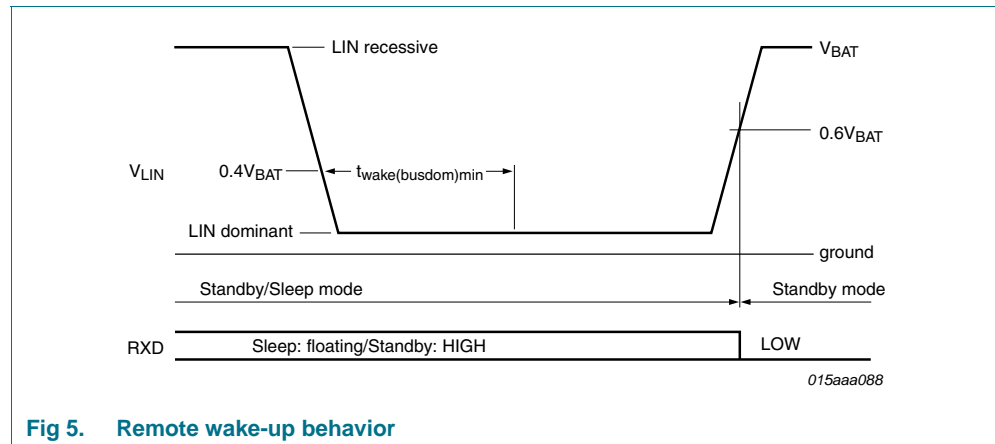 LIN recessive
VBAT
0.6VBAT
VLIN
0.4VBAT
twake(busdom)min
LIN dominant
ground
Standby/Sleep mode
Standby mode
RXD
Sleep: floating/Standby: HIGH
LOW
015aaa088
Fig 5. Remote wake-up behavior